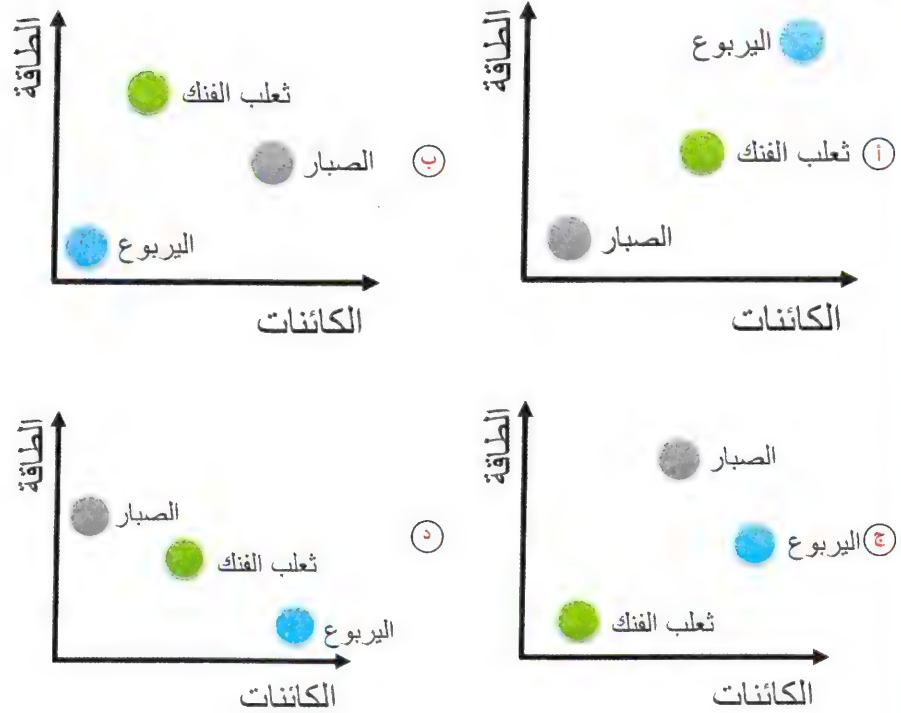 الطاقة
اليربوع
أ ثعلب الفنك
الصبار
الكائنات
الطاقة
ثعلب الفنك
ب الصبار
اليربوع
الكائنات
الطاقة
الصبار
ج اليربوع
ثعلب الفنك
الكائنات
الطاقة
د الصبار
ثعلب الفنك
اليربوع
الكائنات